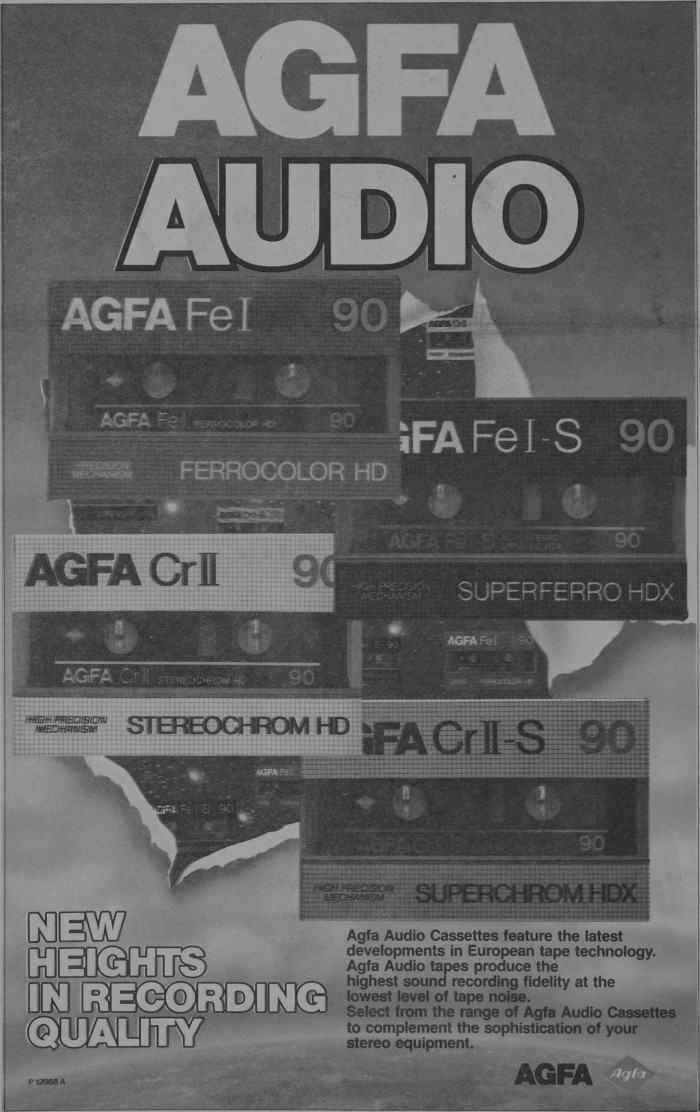 AGFA
AUDIO
AGFA FeI 90
AGFA FeI 90
FERROCOLOR HD
PRECISION
MECHANISM
FERROCOLOR HD
AGFA CrII
GFA FeI-S 90
90
HIGH PRECISION
MECHANISM
SUPERFERRO HDX
AGFA CrII 90
AGFA CrII STEREOCHROM HD 90
HIGH PRECISION
MECHANISM
STEREOCHROM HD
AGFA FeI 90
FA CrII-S 90
90
HIGH PRECISION
MECHANISM
SUPERCHROM HDX
NEW
HEIGHTS
IN RECORDING
QUALITY
Agfa Audio Cassettes feature the latest
developments in European tape technology.
Agfa Audio tapes produce the
highest sound recording fidelity at the
lowest level of tape noise.
Select from the range of Agfa Audio Cassettes
to complement the sophistication of your
stereo equipment.
P 12968 A
AGFA Agfa